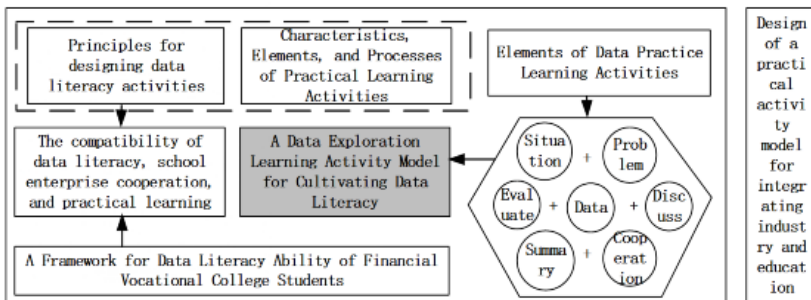 Principles for
designing data
literacy activities
Characteristics,
Elements, and Processes
of Practical Learning
Activities
Elements of Data Practice
Learning Activities
The compatibility of
data literacy, school
enterprise cooperation,
and practical learning
A Data Exploration
Learning Activity Model
for Cultivating Data
Literacy
Situa
tion
+
Prob
lem
Eval
uate
+
Data
+
Disc
uss
Summa
ry
+
Coop
erat
ion
A Framework for Data Literacy Ability of Financial
Vocational College Students
Design
of a
practi
cal
activi
ty
model
for
integr
ating
indust
ry and
educat
ion